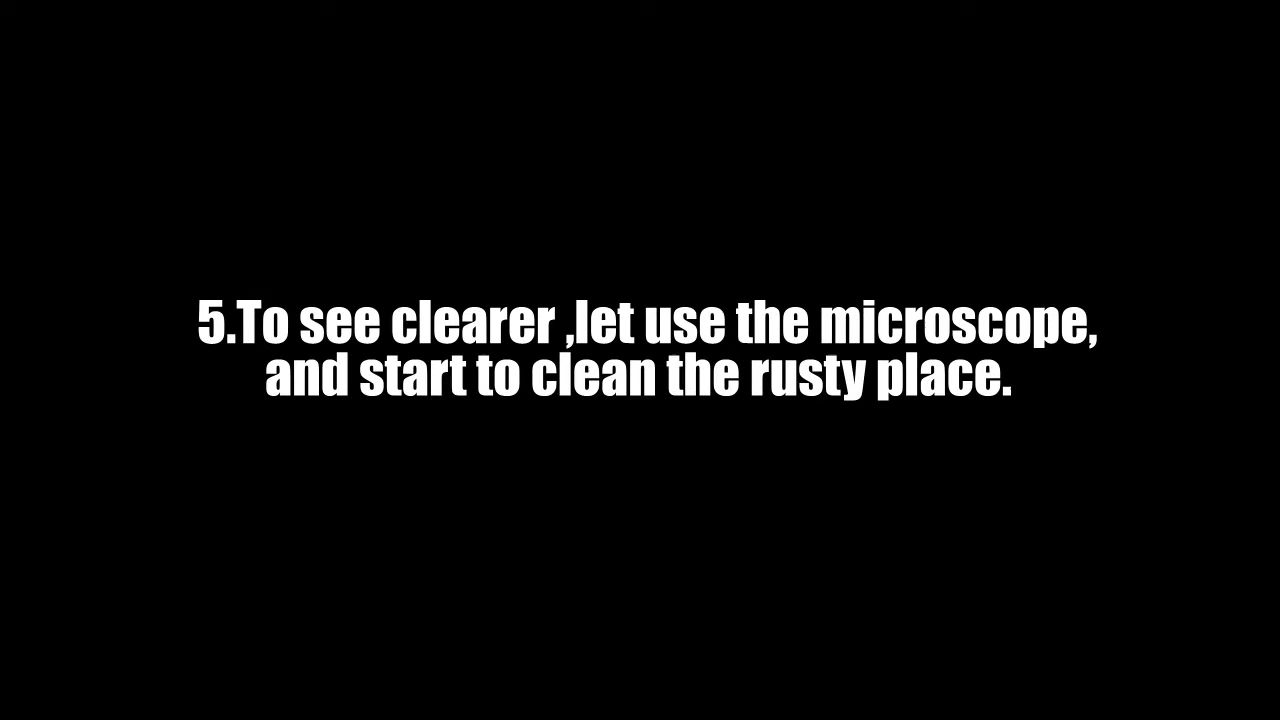 5.To see clearer ,let use the microscope,
and start to clean the rusty place.